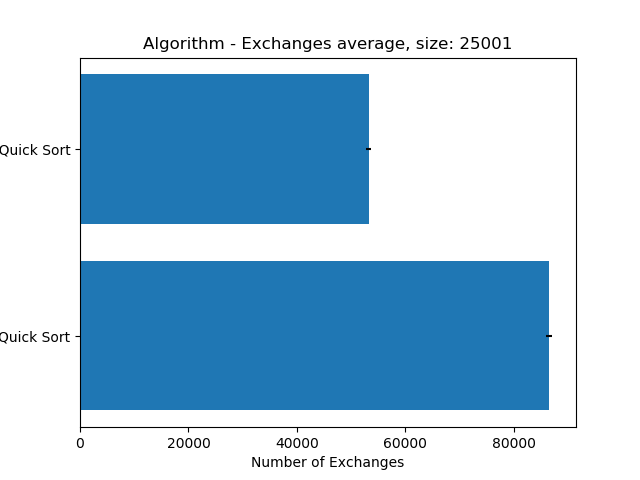 Algorithm - Exchanges average, size: 25001
Quick Sort
Quick Sort
0 20000 40000 60000 80000
Number of Exchanges